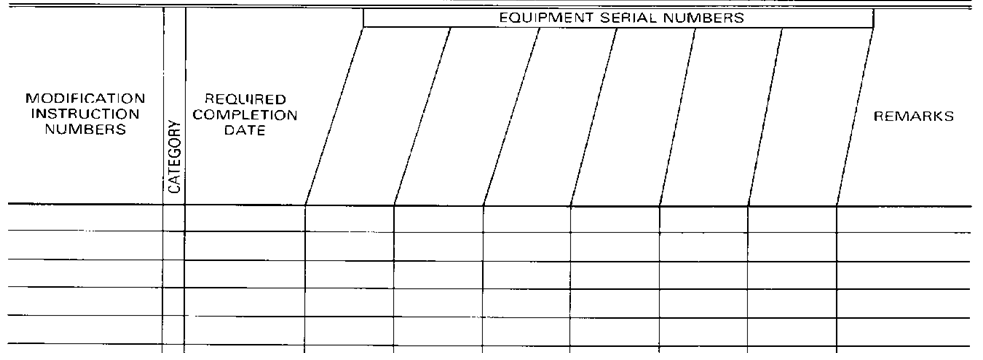 EQUIPMENT SERIAL NUMBERS
MODIFICATION
INSTRUCTION
NUMBERS
CATEGORY
REQUIRED
COMPLETION
DATE
REMARKS